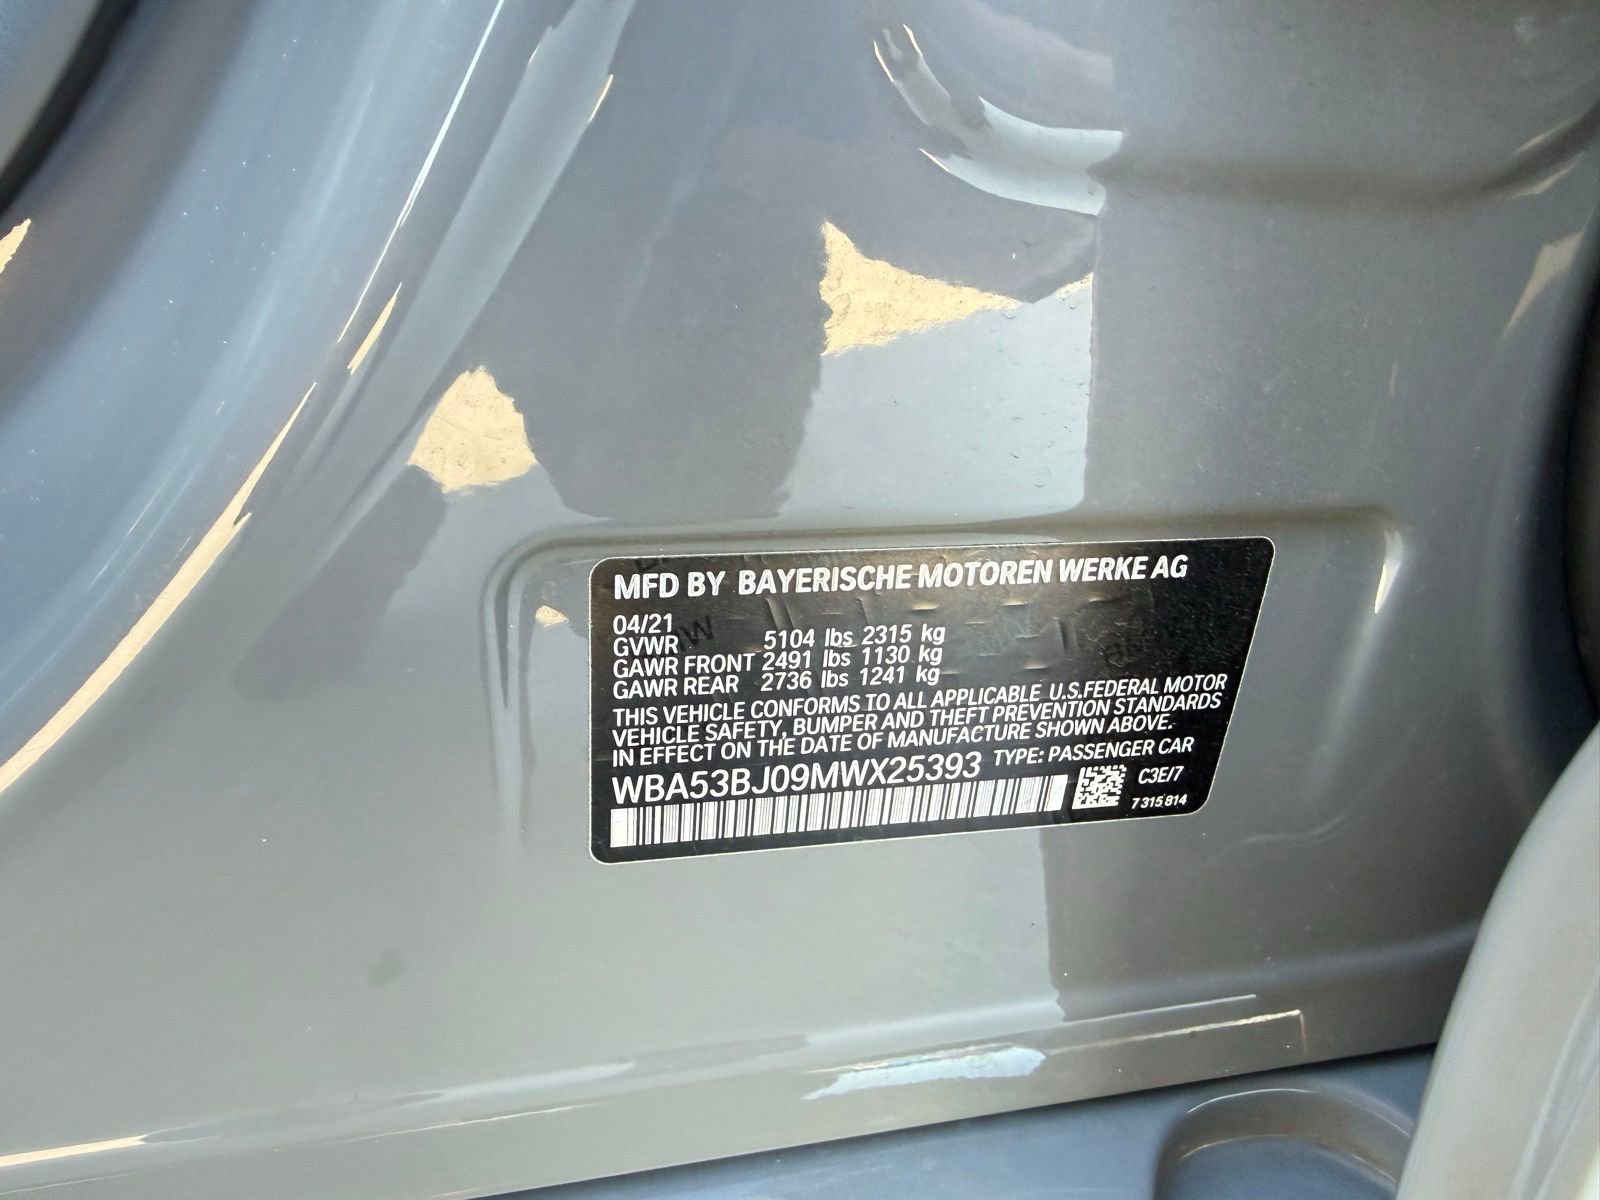 MFD BY BAYERISCHE MOTOREN WERKE AG
04/21
GVWR 5104 lbs 2315 kg
GAWR FRONT 2491 lbs 1130 kg
GAWR REAR 2736 lbs 1241 kg
THIS VEHICLE CONFORMS TO ALL APPLICABLE U.S.FEDERAL MOTOR
VEHICLE SAFETY, BUMPER AND THEFT PREVENTION STANDARDS
IN EFFECT ON THE DATE OF MANUFACTURE SHOWN ABOVE.
WBA53BJ09MWX25393 TYPE: PASSENGER CAR
C3E/7
7 315 814